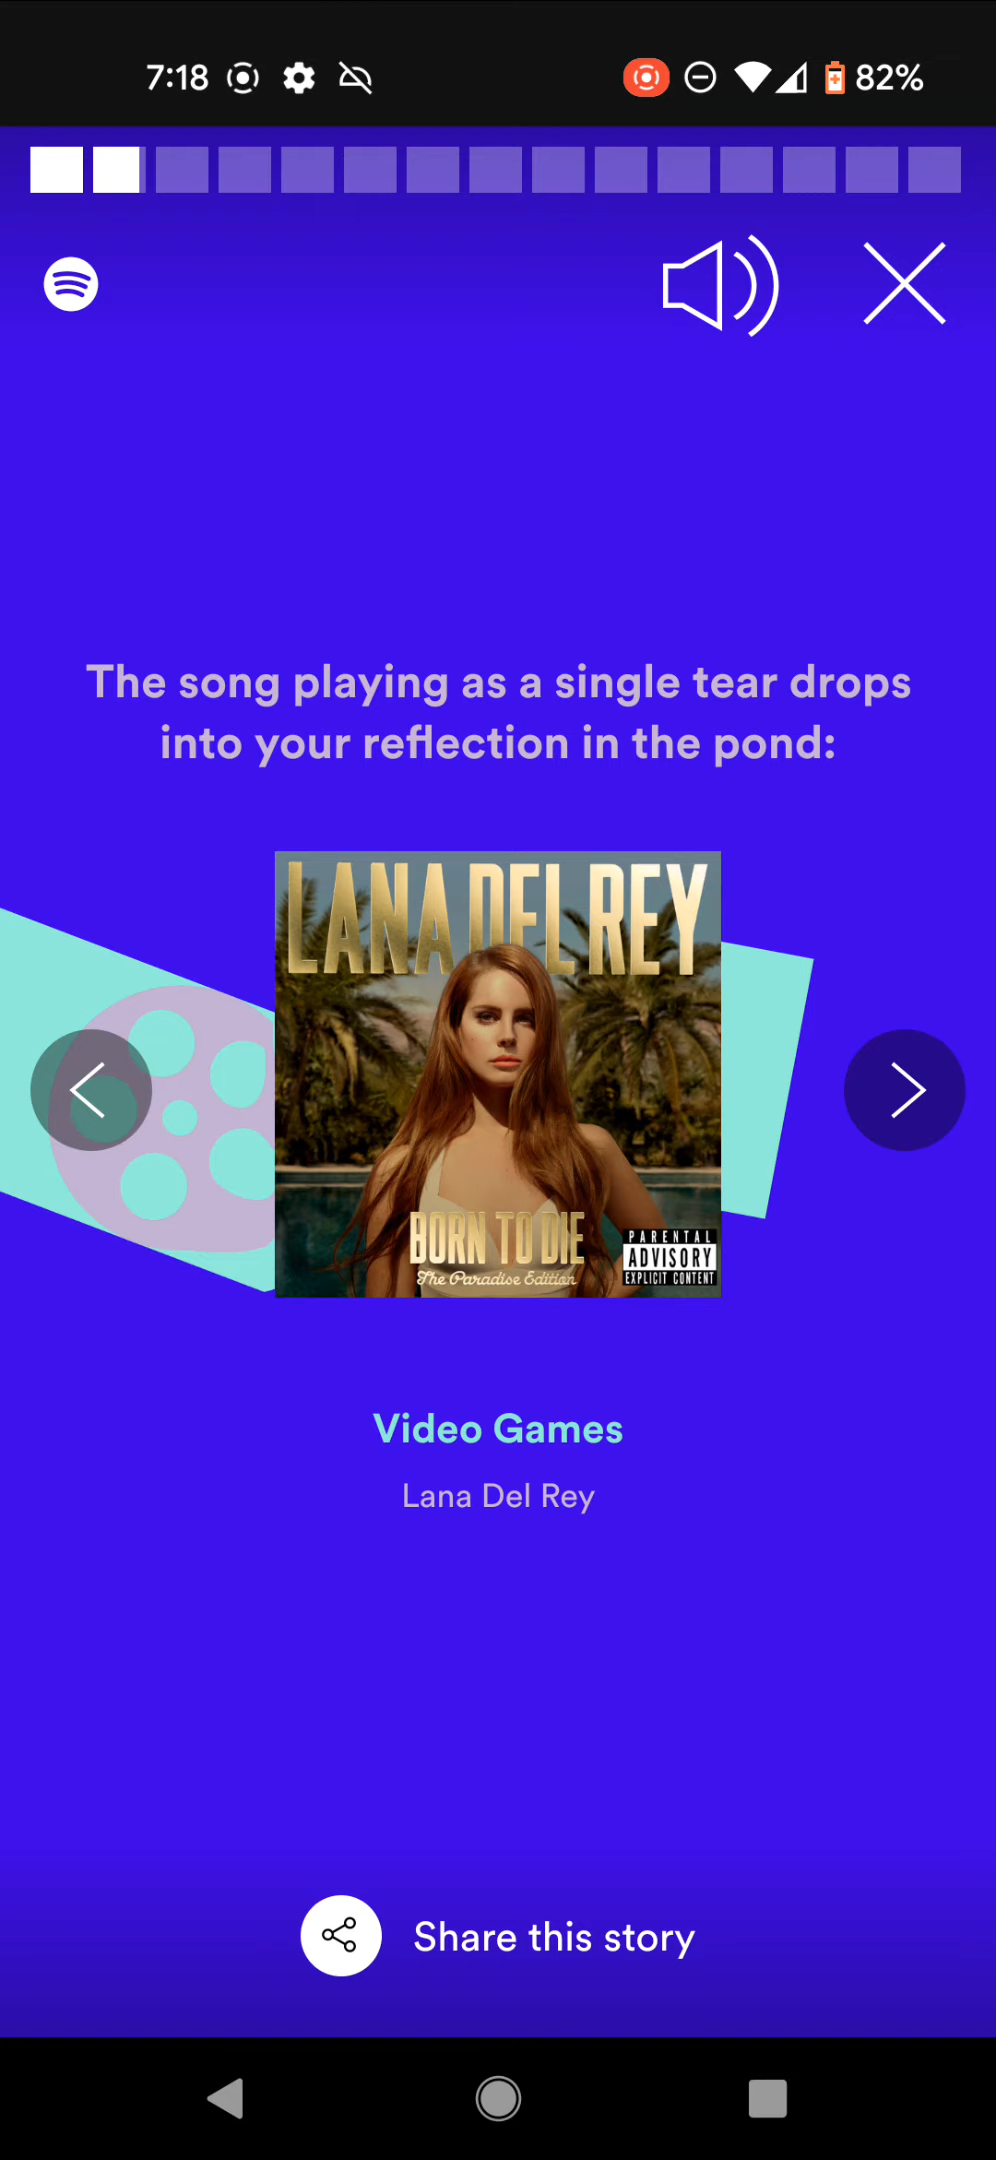 7:18
82%
The song playing as a single tear drops
into your reflection in the pond:
LANA DEL REY
BORN TO DIE
The Paradise Edition
PARENTAL
ADVISORY
EXPLICIT CONTENT
Video Games
Lana Del Rey
Share this story